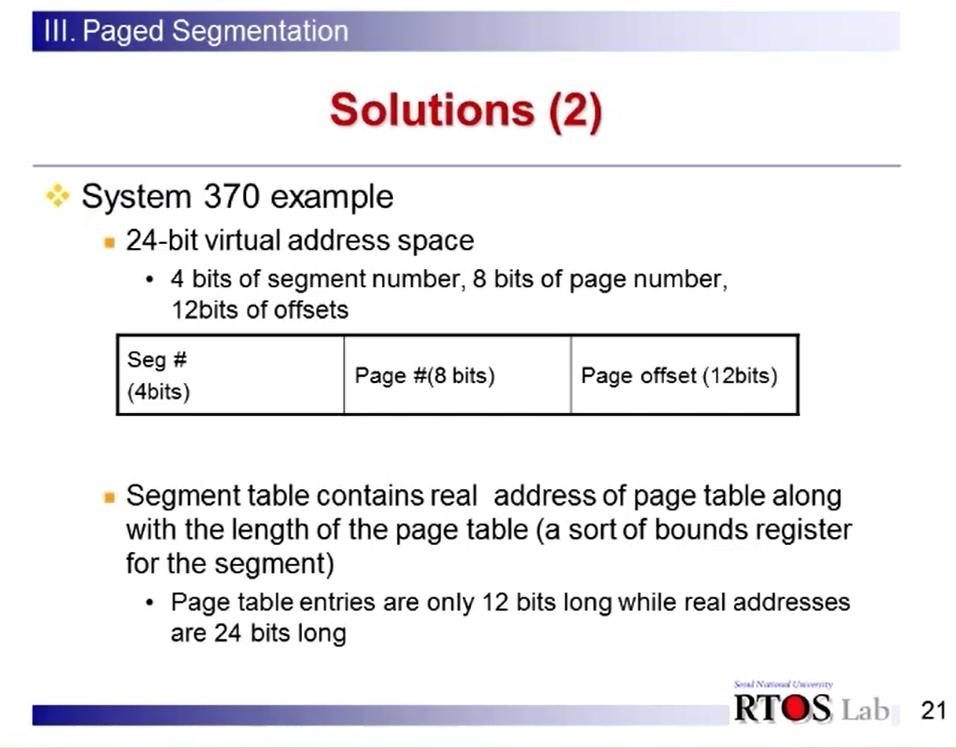 III. Paged Segmentation
Solutions (2)
System 370 example
24-bit virtual address space
• 4 bits of segment number, 8 bits of page number,
12bits of offsets
Seg #
(4bits)
Page #(8 bits)
Page offset (12bits)
Segment table contains real address of page table along
with the length of the page table (a sort of bounds register
for the segment)
• Page table entries are only 12 bits long while real addresses
are 24 bits long
Seoul National University
RTOS Lab
21